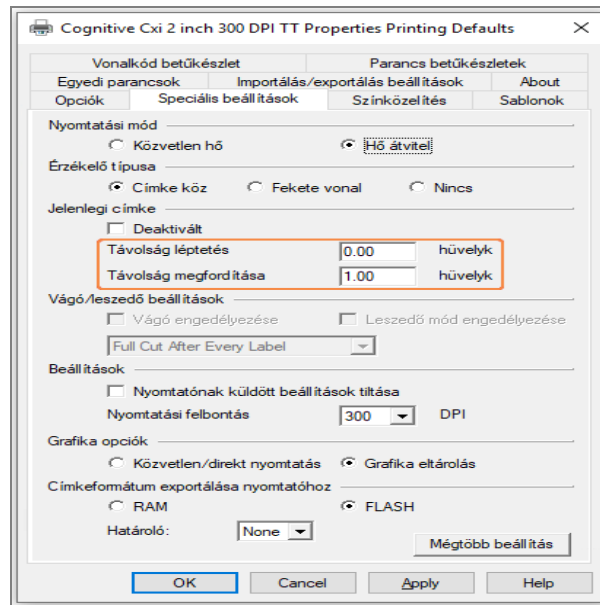 Cognitive Cxi 2 inch 300 DPI TT Properties Printing Defaults
Vonalkód betűkészlet Parancs betűkészletek
Egyedi parancsok Importálás/exportálás beállítások About
Opciók Speciális beállítások Színközelítés Sablonok
Nyomtatási mód
Közvetlen hő Hő átvitel
Érzékelő típusa
Címke köz Fekete vonal Nincs
Jelenlegi címke
Deaktivált
Távolság léptetés 0.00 hüvelyk
Távolság megfordítása 1.00 hüvelyk
Vágó/leszedő beállítások
Vágó engedélyezése Leszedő mód engedélyezése
Full Cut After Every Label
Beállítások
Nyomtatónak küldött beállítások tiltása
Nyomtatási felbontás 300 DPI
Grafika opciók
Közvetlen/direkt nyomtatás Grafika eltárolás
Címkeformátum exportálása nyomtatóhoz
RAM FLASH
Határoló: None
Mégtöbb beállítás
OK Cancel Apply Help